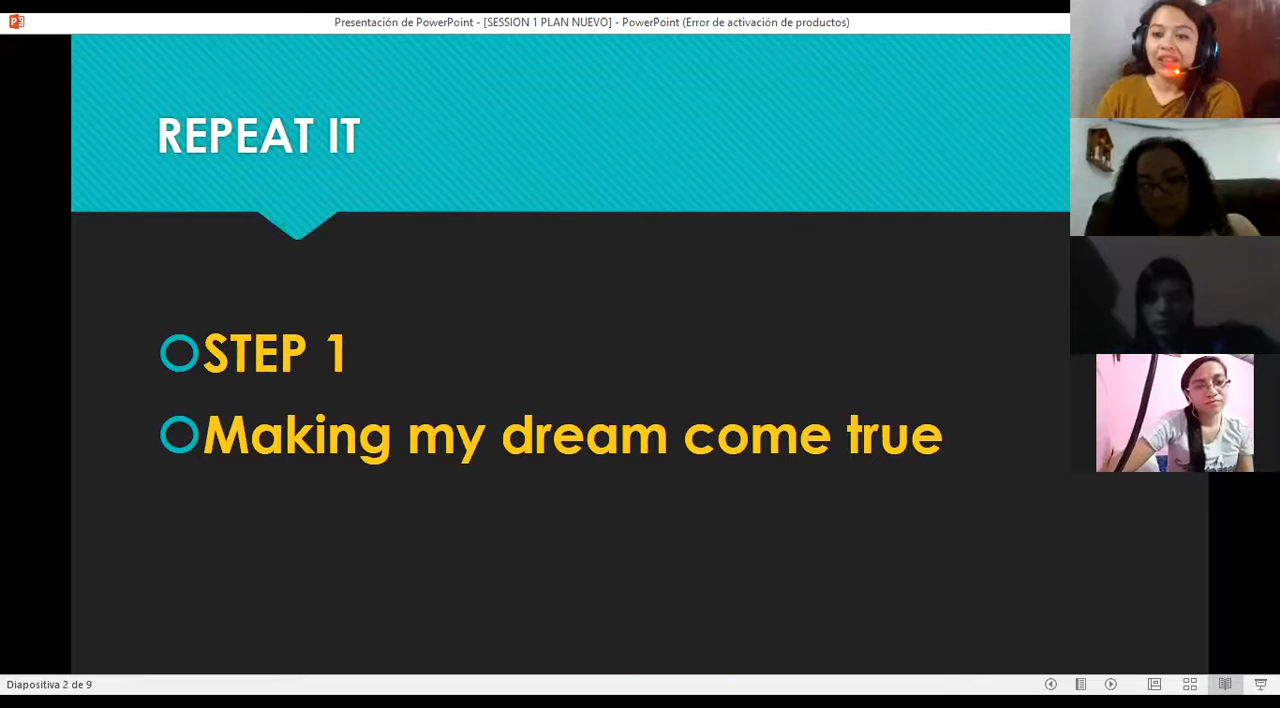 Presentación de PowerPoint - [SESSION 1 PLAN NUEVO] - PowerPoint (Error de activación de productos)
REPEAT IT
STEP 1
Making my dream come true
Diapositiva 2 de 9